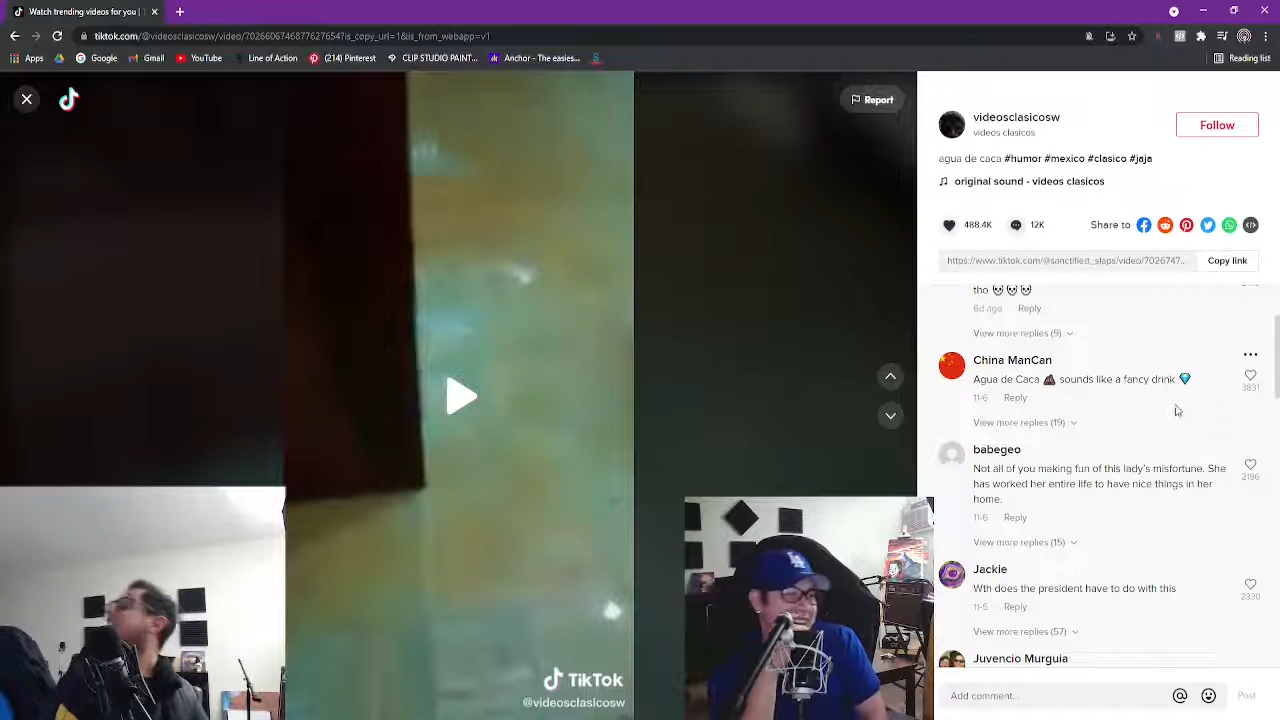 Watch trending videos for you |
tiktok.com/@videosclasicosw/video/7026606746877627654?is_copy_url=1&is_from_webapp=v1
Apps Google Gmail YouTube Line of Action (214) Pinterest CLIP STUDIO PAINT... Anchor - The easies... Reading list
Report
videosclasicosw
videos clasicos
Follow
agua de caca #humor #mexico #clasico #jaja
original sound - videos clasicos
488.4K 12K Share to
https://www.tiktok.com/@sanctified_slaps/video/7026747... Copy link
tho
6d ago Reply
View more replies (9)
China ManCan
Agua de Caca 💩 sounds like a fancy drink 💎
3831
11-6 Reply
View more replies (19)
babegeo
Not all of you making fun of this lady's misfortune. She
has worked her entire life to have nice things in her
home.
2186
11-6 Reply
View more replies (15)
Jackie
Wth does the president have to do with this
2330
11-5 Reply
View more replies (57)
Juvencio Murguia
Add comment... Post
TikTok
@videosclasicosw
LA